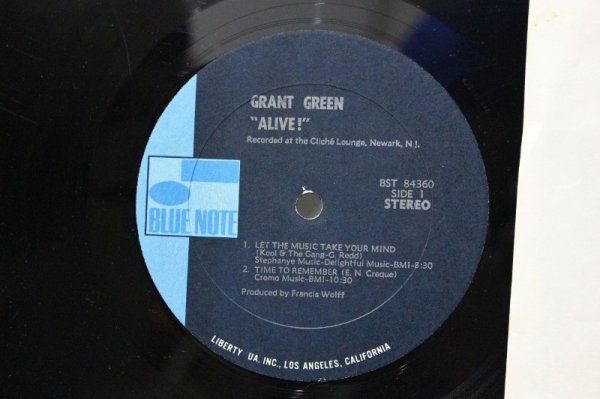 GRANT GREEN
"ALIVE!"
Recorded at the Cliché Lounge, Newark, N.J.
BST 84360
SIDE 1
STEREO
BLUE NOTE
1. LET THE MUSIC TAKE YOUR MIND
(Kool & The Gang-G. Redd)
Stephanye Music-Delightful Music-BMI-8:30
2. TIME TO REMEMBER (E. N. Creque)
Cremo Music-BMI-10:30
Produced by Francis Wolff
LIBERTY UA, INC., LOS ANGELES, CALIFORNIA